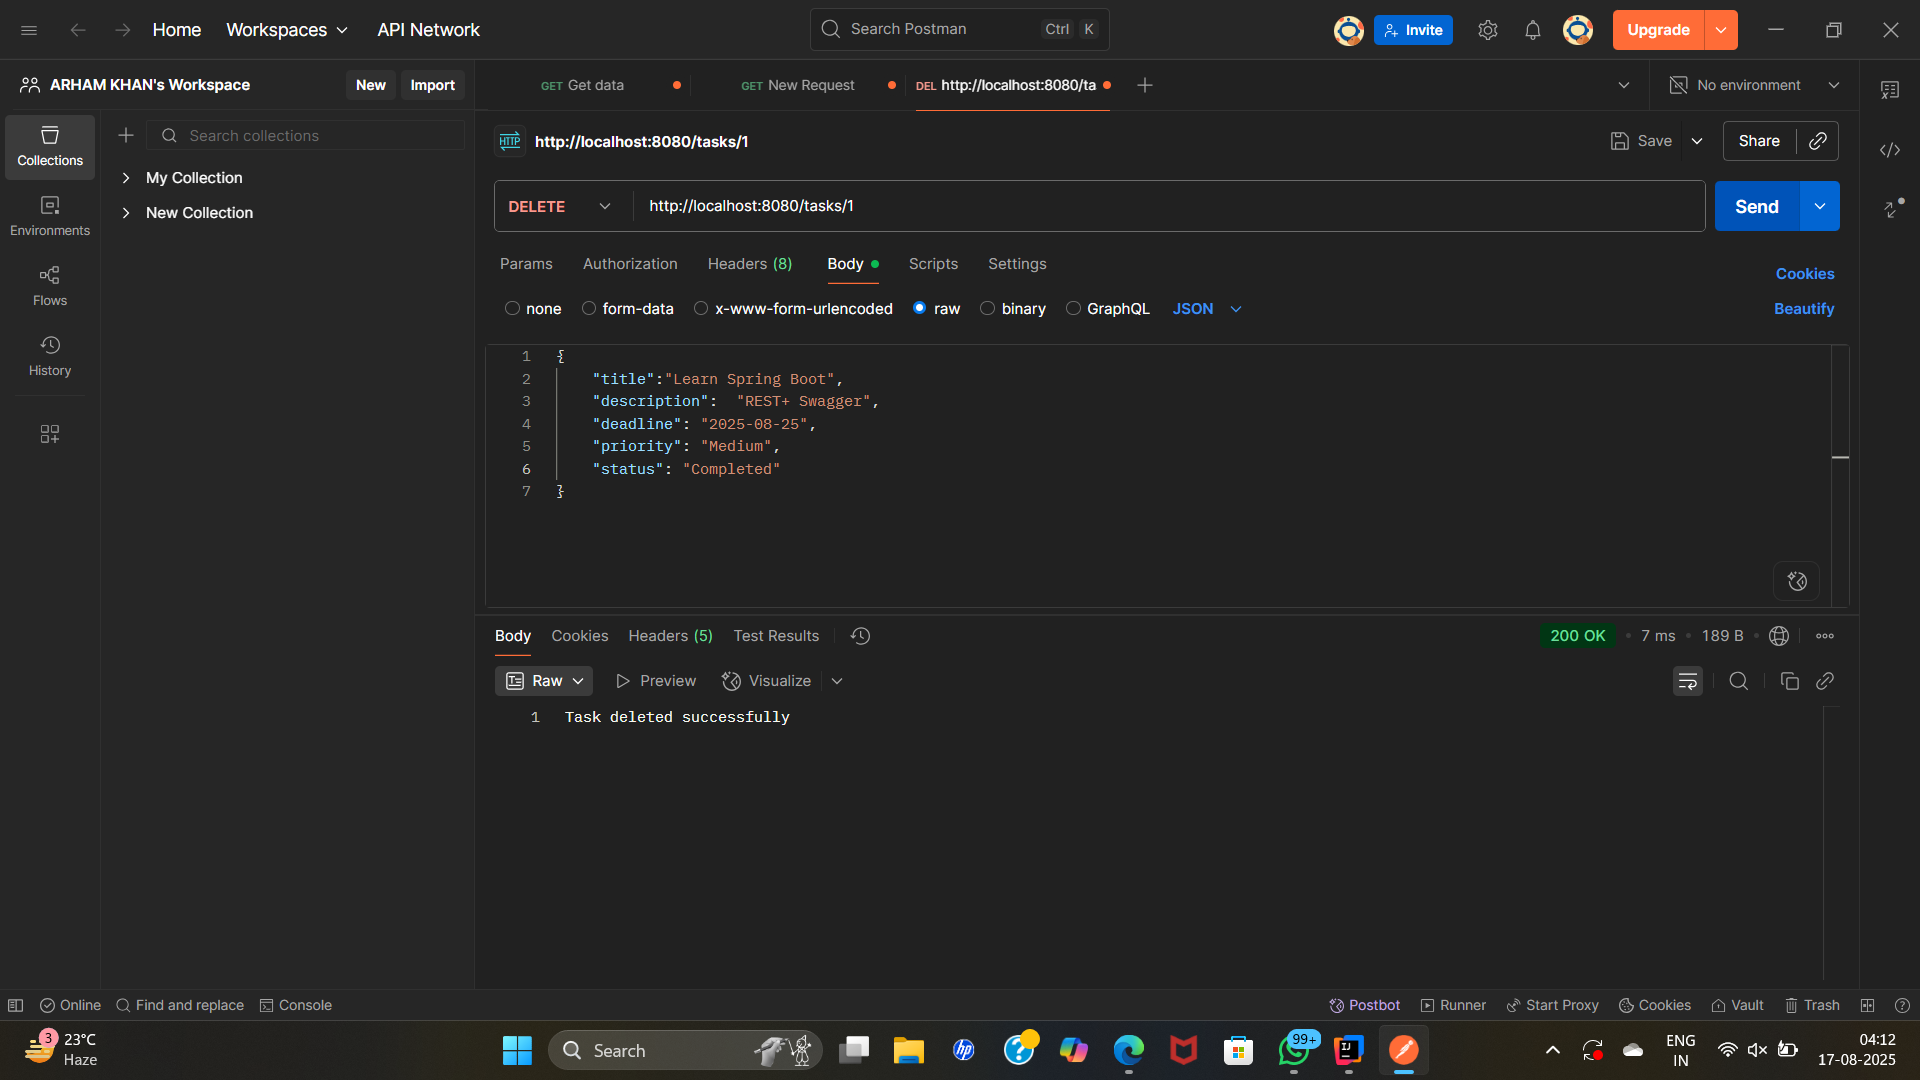 Home
Workspaces
API Network
Search Postman
Ctrl K
Invite
Upgrade
ARHAM KHAN's Workspace
New
Import
GET Get data
GET New Request
DEL http://localhost:8080/ta
No environment
Collections
Environments
Flows
History
Search collections
My Collection
New Collection
HTTP http://localhost:8080/tasks/1
Save
Share
DELETE
http://localhost:8080/tasks/1
Send
Params
Authorization
Headers (8)
Body
Scripts
Settings
Cookies
none
form-data
x-www-form-urlencoded
raw
binary
GraphQL
JSON
Beautify
1 {
2 "title":"Learn Spring Boot",
3 "description":  "REST+ Swagger",
4 "deadline": "2025-08-25",
5 "priority": "Medium",
6 "status": "Completed"
7 }
Body
Cookies
Headers (5)
Test Results
200 OK
7 ms
189 B
Raw
Preview
Visualize
1 Task deleted successfully
Online
Find and replace
Console
Postbot
Runner
Start Proxy
Cookies
Vault
Trash
3
23°C
Haze
Search
hp
99+
IJ
ENG
IN
04:12
17-08-2025